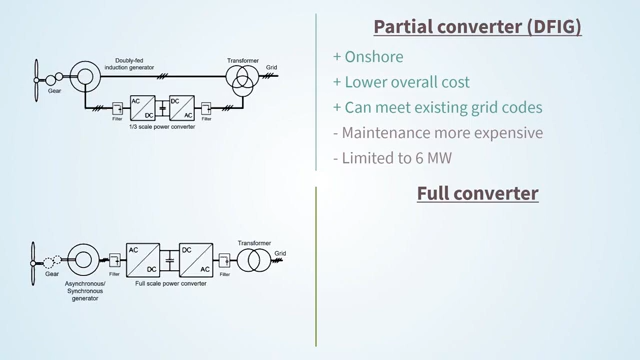 Partial converter (DFIG)
+ Onshore
+ Lower overall cost
+ Can meet existing grid codes
- Maintenance more expensive
- Limited to 6 MW
Full converter
Doubly-fed
induction generator
Transformer
Grid
Gear
Filter
AC
DC
DC
AC
Filter
1/3 scale power converter
Transformer
Grid
Gear
Filter
AC
DC
DC
AC
Filter
Asynchronous/
Synchronous
generator
Full scale power converter